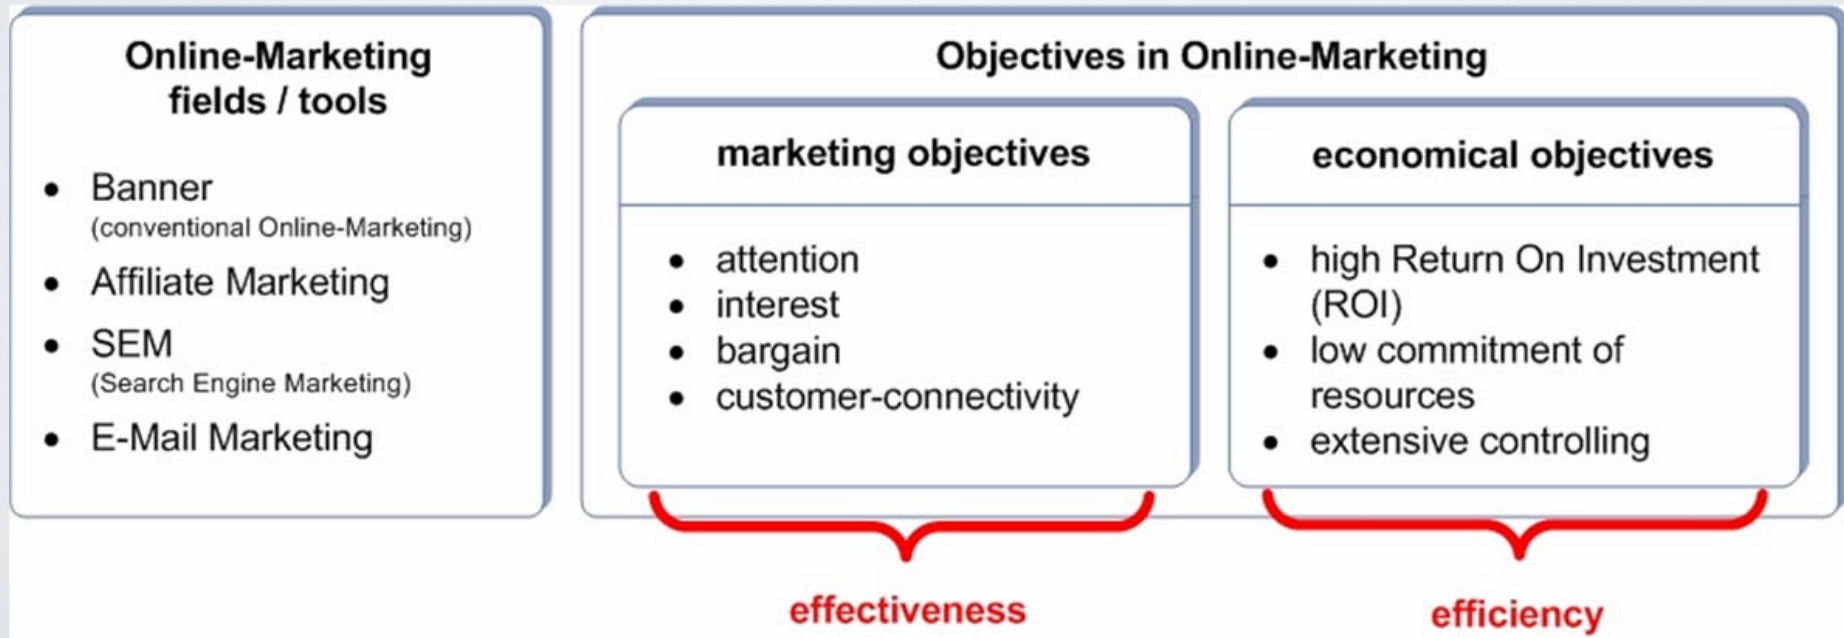 Online-Marketing
fields / tools
• Banner
(conventional Online-Marketing)
• Affiliate Marketing
• SEM
(Search Engine Marketing)
• E-Mail Marketing
Objectives in Online-Marketing
marketing objectives
• attention
• interest
• bargain
• customer-connectivity
effectiveness
economical objectives
• high Return On Investment
(ROI)
• low commitment of
resources
• extensive controlling
efficiency